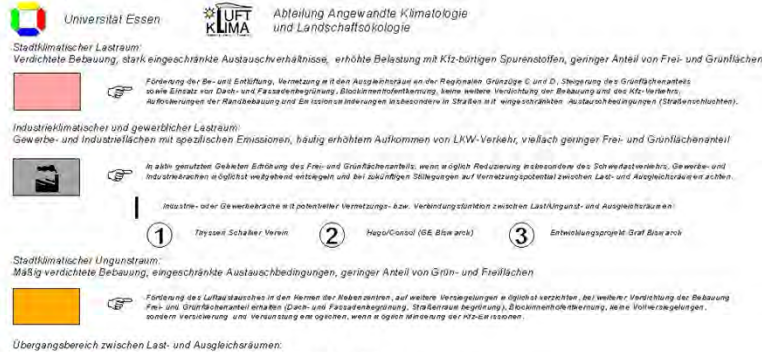 Universität Essen
LUFT
KLIMA
Abteilung Angewandte Klimatologie
und Landschaftsökologie
Stadtklimatischer Lastraum:
Verdichtete Bebauung, stark eingeschränkte Austauschverhältnisse, erhöhte Belastung mit Kfz-bürtigen Spurenstoffen, geringer Anteil von Frei- und Grünflächen
Förderung der Be- und Entlüftung, Vernetzung mit den Ausgleichsräumen der Regionalen Grünzüge C und D, Steigerung des Grünflächenanteils
sowie Einsatz von Dach- und Fassadenbegrünung, Blockinnenhofentkernung, keine weitere Verdichtung der Bebauung und des Kfz-Verkehrs,
Auflockerungen der Randbebauung und Emissionsminderungen insbesondere in Straßen mit eingeschränkten Austauschbedingungen (Straßenschluchten).
Industrieklimatischer und gewerblicher Lastraum:
Gewerbe- und Industrieflächen mit spezifischen Emissionen, häufig erhöhtem Aufkommen von LKW-Verkehr, vielfach geringer Frei- und Grünflächenanteil
In aktiv genutzten Gebieten Erhöhung des Frei- und Grünflächenanteils, wenn möglich Reduzierung insbesondere des Schwerlastverkehrs, Gewerbe- und
Industriebrachen möglichst weitgehend entsiegeln und bei zukünftigen Stillegungen auf Vernetzungspotential zwischen Last- und Ausgleichsräumen achten.
Industrie- oder Gewerbebrache mit potentieller Vernetzungs- bzw. Verbindungsfunktion zwischen Last/Ungunst- und Ausgleichsräumen:
1 Thyssen Schalker Verein 2 Hugo/Consol (GE Bismarck) 3 Entwicklungsprojekt Graf Bismarck
Stadtklimatischer Ungunstraum:
Mäßig verdichtete Bebauung, eingeschränkte Austauschbedingungen, geringer Anteil von Grün- und Freiflächen
Förderung des Luftaustausches in den Kernen der Nebenzentren, auf weitere Versiegelungen möglichst verzichten, bei weiterer Verdichtung der Bebauung
Frei- und Grünflächenanteil erhalten (Dach- und Fassadenbegrünung, Straßenraumbegrünung), Blockinnenhofentkernung, keine Vollversiegelungen,
sondern Versickerung und Verdunstung ermöglichen, wenn möglich Minderung der Kfz-Emissionen.
Übergangsbereich zwischen Last- und Ausgleichsräumen: